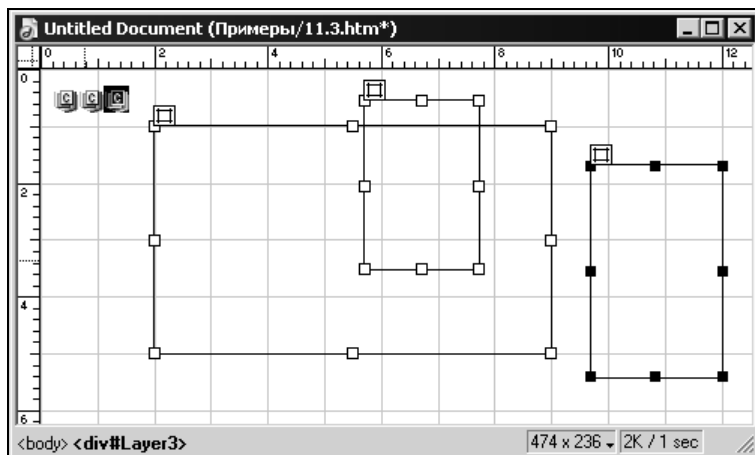 Untitled Document (Примеры/11.3.htm*)
0 2 4 6 8 10 12
0
C C C
2
4
6
<body> <div#Layer3> 474 x 236 2K / 1 sec